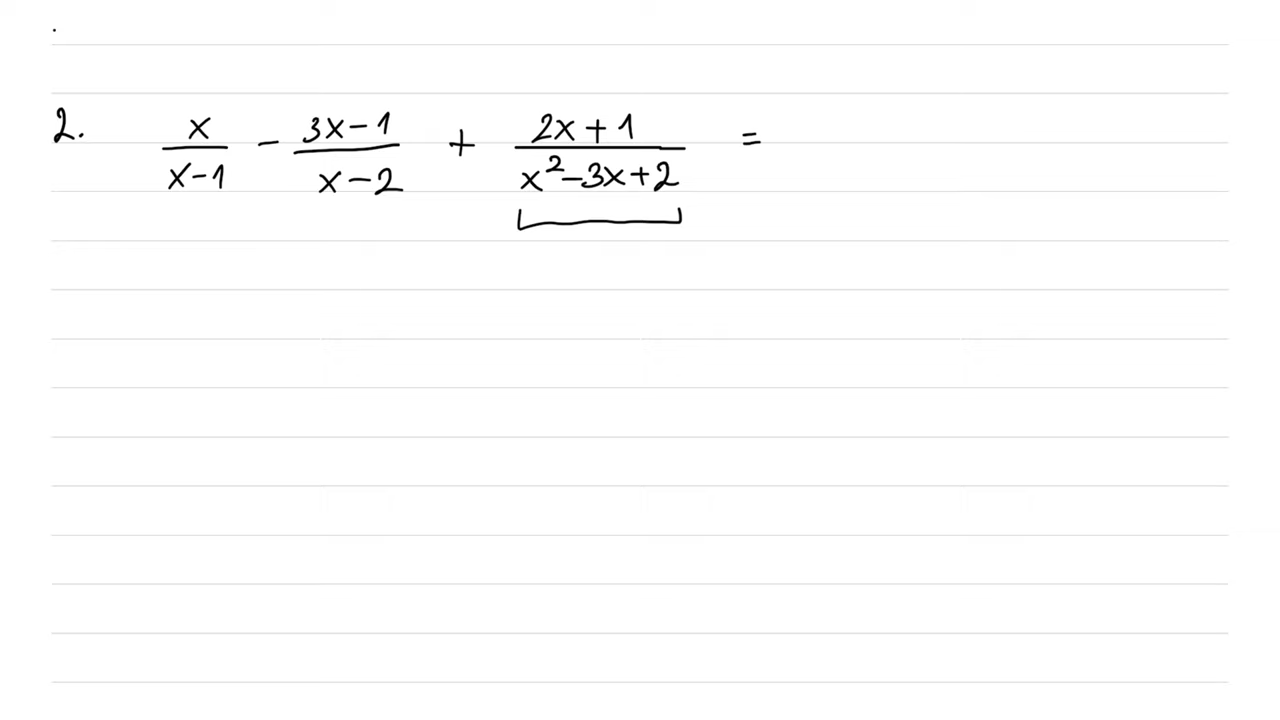 2. x/(x-1) - (3x-1)/(x-2) + (2x+1)/(x²-3x+2) =